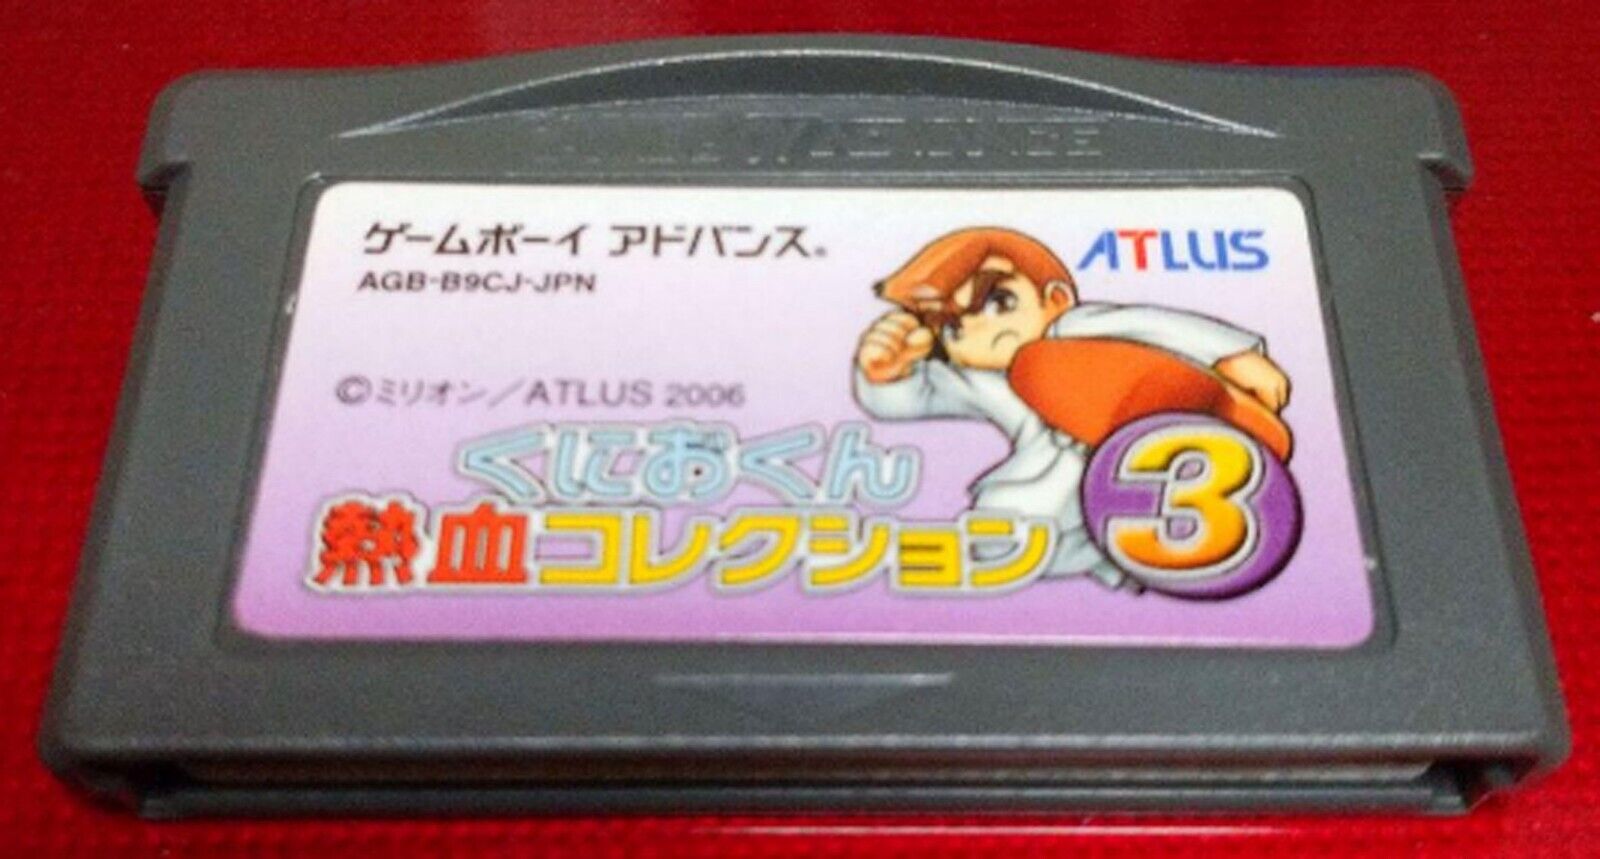 ゲームボーイ アドバンス®
ATLUS
AGB-B9CJ-JPN
©ミリオン/ATLUS 2006
くにおくん
熱血コレクション 3